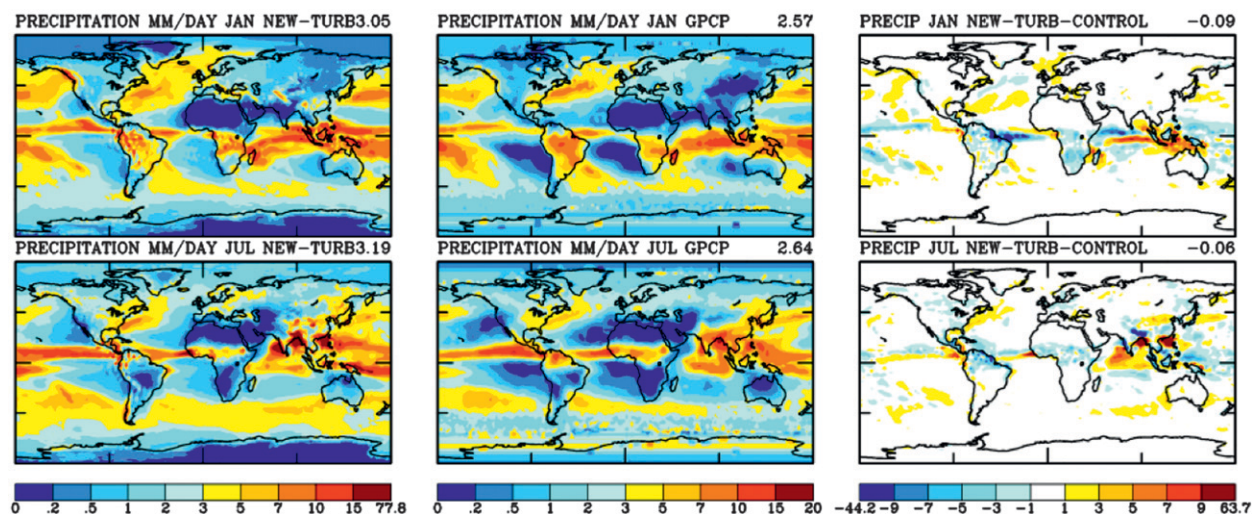 PRECIPITATION MM/DAY JAN NEW-TURB3.05
PRECIPITATION MM/DAY JAN GPCP 2.57
PRECIP JAN NEW-TURB-CONTROL -0.09
PRECIPITATION MM/DAY JUL NEW-TURB3.19
PRECIPITATION MM/DAY JUL GPCP 2.64
PRECIP JUL NEW-TURB-CONTROL -0.06
0 .2 .5 1 2 3 5 7 10 15 77.8
0 .2 .5 1 2 3 5 7 10 15 20
-44.2 -9 -7 -5 -3 -1 1 3 5 7 9 63.7